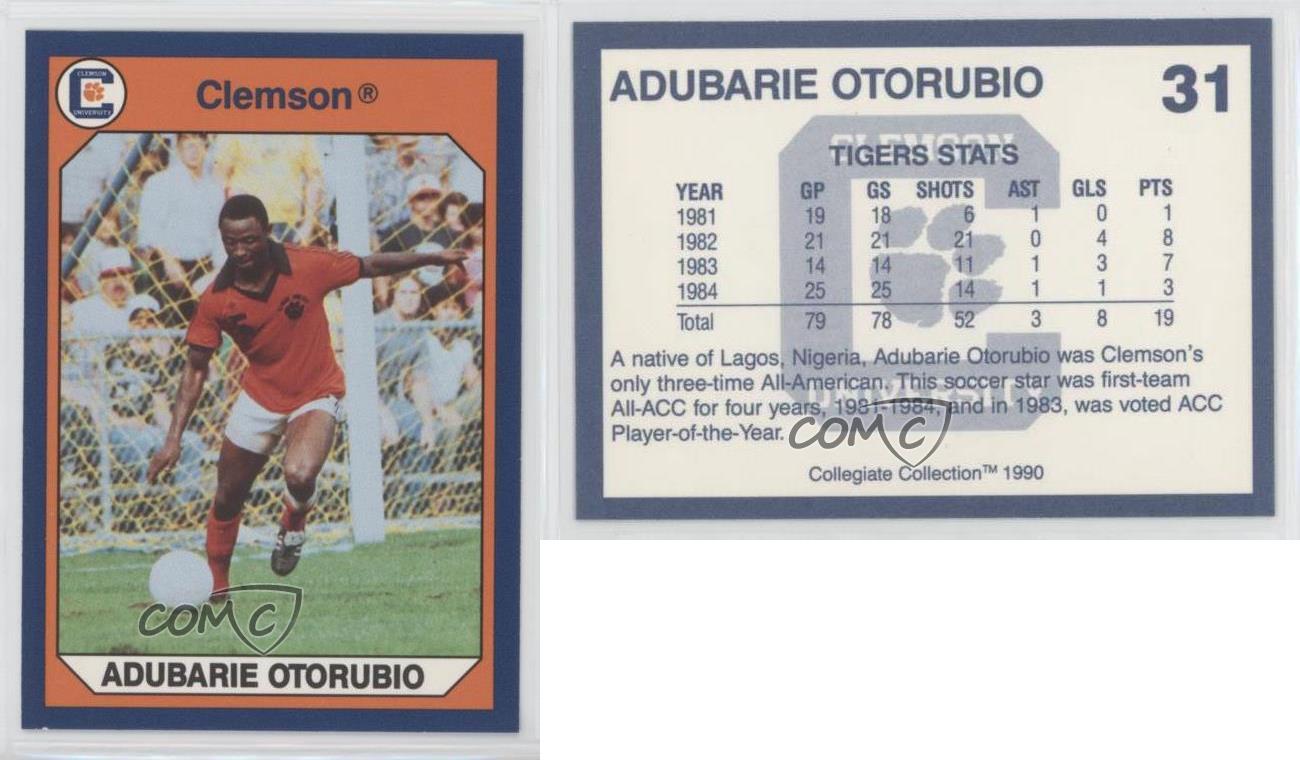 CLEMSON
UNIVERSITY
Clemson®
COMC
ADUBARIE OTORUBIO
ADUBARIE OTORUBIO 31
CLEMSON
TIGERS STATS
YEAR GP GS SHOTS AST GLS PTS
1981 19 18 6 1 0 1
1982 21 21 21 0 4 8
1983 14 14 11 1 3 7
1984 25 25 14 1 1 3
Total 79 78 52 3 8 19
A native of Lagos, Nigeria, Adubarie Otorubio was Clemson's
only three-time All-American. This soccer star was first-team
UNIVERSITY
All-ACC for four years, 1981-1984, and in 1983, was voted ACC
Player-of-the-Year.
COMC
Collegiate Collection™ 1990